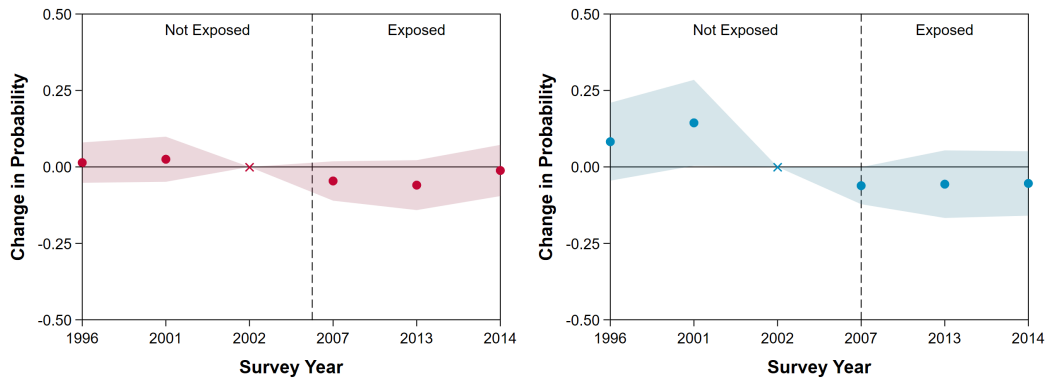 0.50
Not Exposed
Exposed
0.25
0.00
-0.25
-0.50
Change in Probability
1996
2001
2002
2007
2013
2014
Survey Year
0.50
Not Exposed
Exposed
0.25
0.00
-0.25
-0.50
Change in Probability
1996
2001
2002
2007
2013
2014
Survey Year